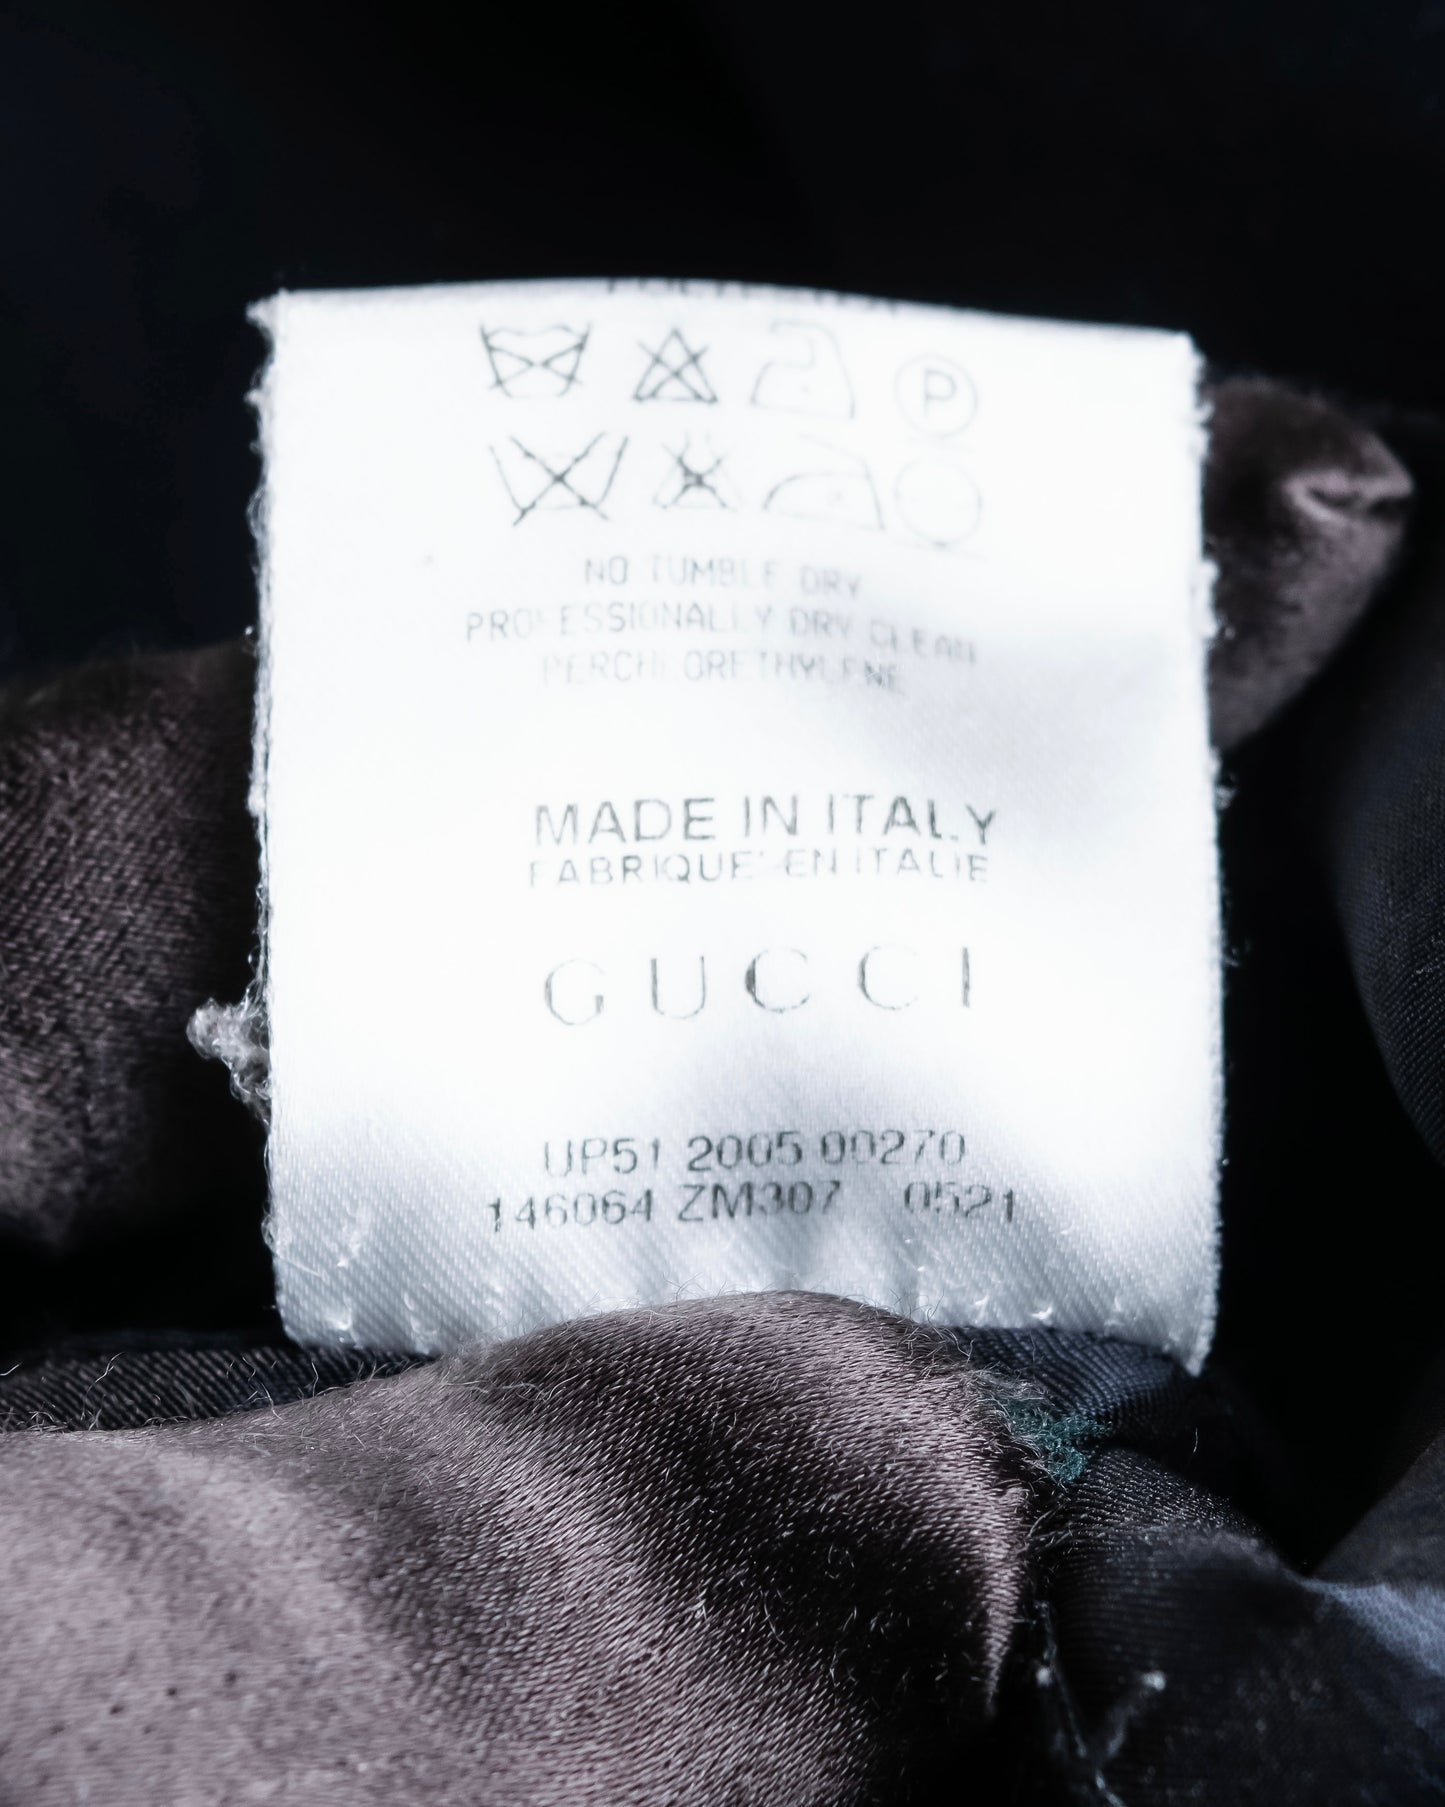 P
NO TUMBLE DRY
PROFESSIONALLY DRY CLEAN
PERCHLORETHYLENE
MADE IN ITALY
FABRIQUE' EN ITALIE
GUCCI
UP51 2005 00270
146064 ZM307 0521